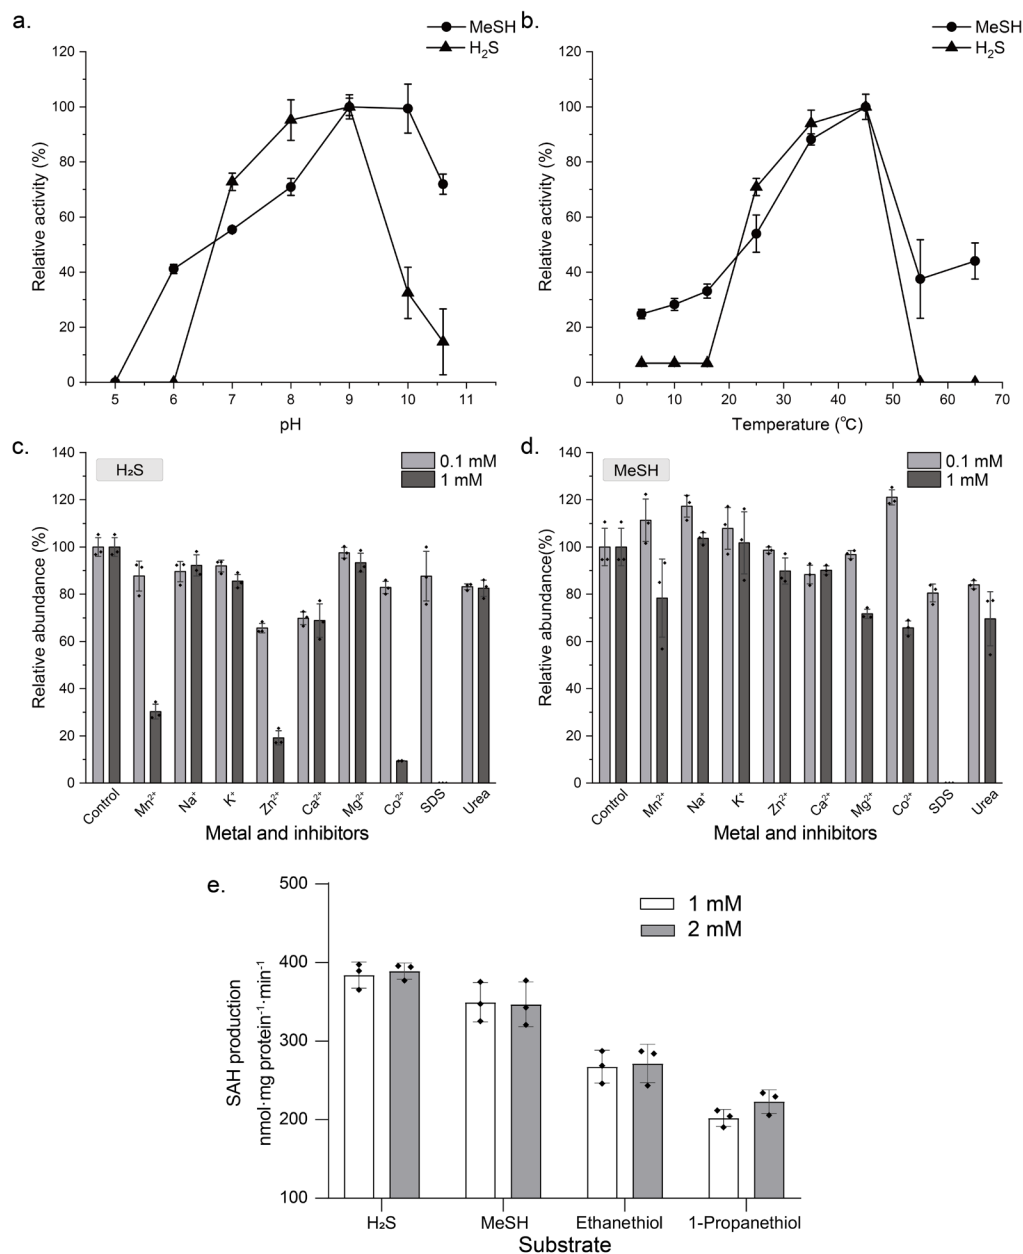 a.
MeSH
H₂S
120
100
80
60
40
20
0
Relative activity (%)
5 6 7 8 9 10 11
pH
b.
MeSH
H₂S
120
100
80
60
40
20
0
Relative activity (%)
0 10 20 30 40 50 60 70
Temperature (℃)
c.
H₂S
0.1 mM
1 mM
140
120
100
80
60
40
20
0
Relative abundance (%)
Control Mn²⁺ Na⁺ K⁺ Zn²⁺ Ca²⁺ Mg²⁺ Co²⁺ SDS Urea
Metal and inhibitors
d.
MeSH
0.1 mM
1 mM
140
120
100
80
60
40
20
0
Relative abundance(%)
Control Mn²⁺ Na⁺ K⁺ Zn²⁺ Ca²⁺ Mg²⁺ Co²⁺ SDS Urea
Metal and inhibitors
e.
1 mM
2 mM
500
400
300
200
100
SAH production
nmol·mg protein⁻¹·min⁻¹
H₂S MeSH Ethanethiol 1-Propanethiol
Substrate